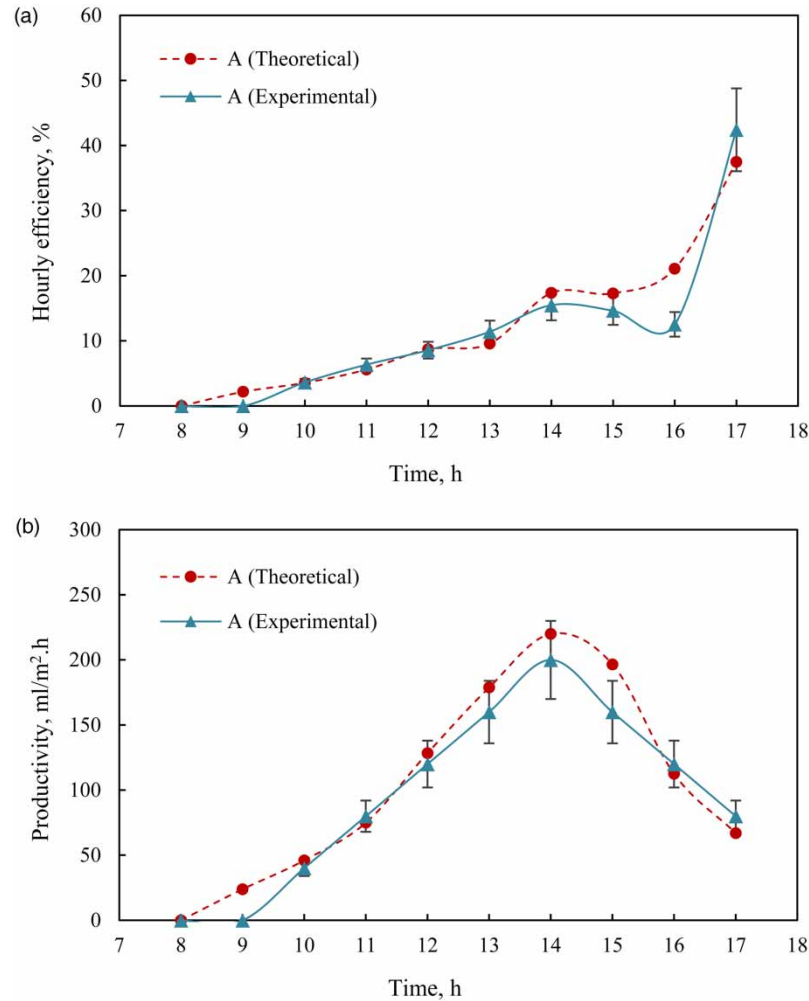 (a)
60
50
40
30
20
10
0
Hourly efficiency, %
A (Theoretical)
A (Experimental)
7 8 9 10 11 12 13 14 15 16 17 18
Time, h
(b)
300
250
200
150
100
50
0
Productivity, ml/m².h
A (Theoretical)
A (Experimental)
7 8 9 10 11 12 13 14 15 16 17 18
Time, h